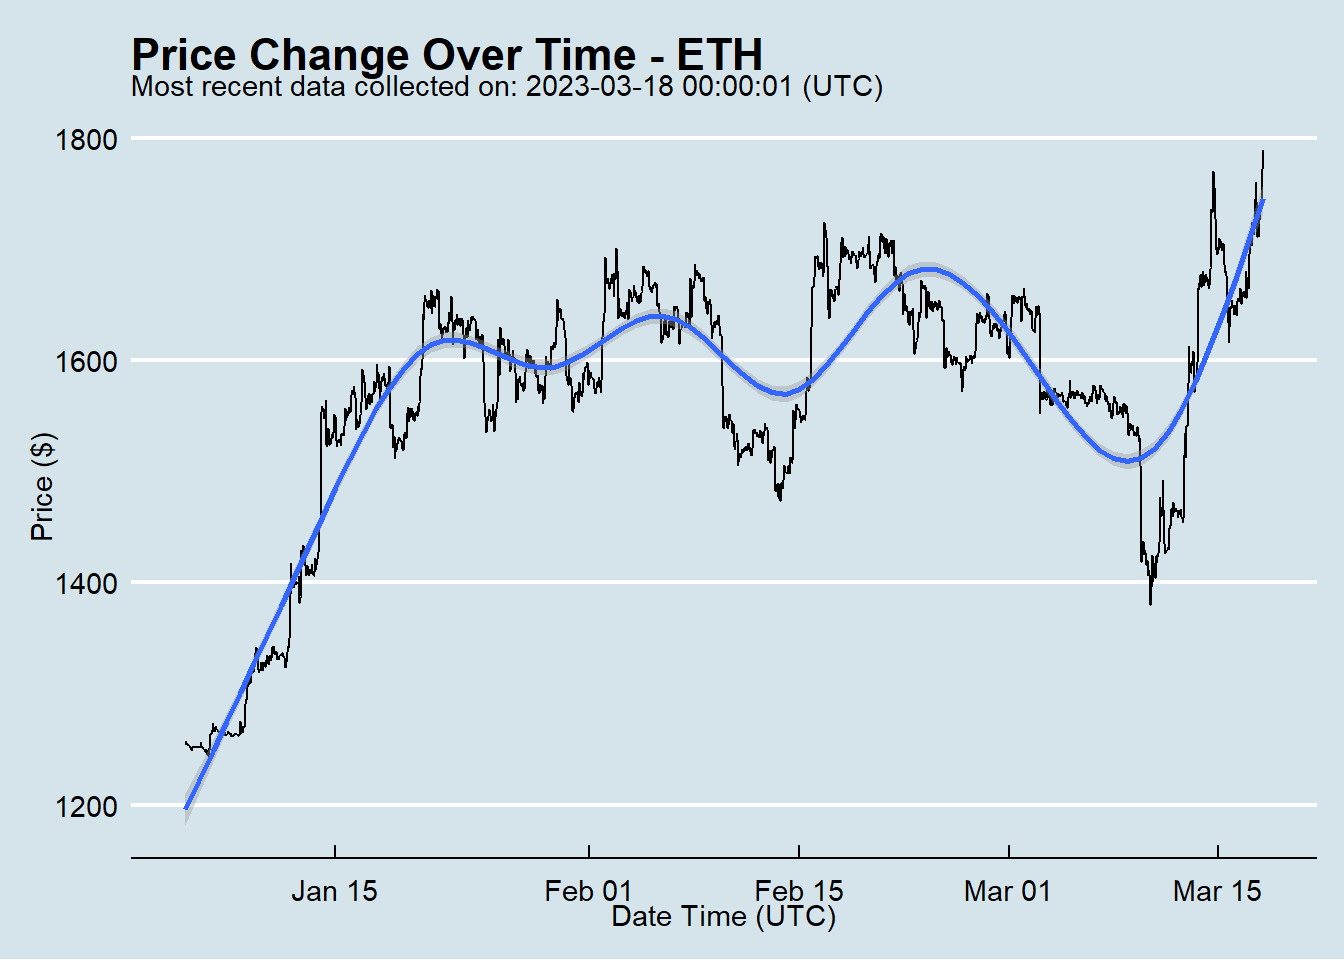 Price Change Over Time - ETH
Most recent data collected on: 2023-03-18 00:00:01 (UTC)
1800
1600
1400
1200
Price ($)
Jan 15 Feb 01 Feb 15 Mar 01 Mar 15
Date Time (UTC)